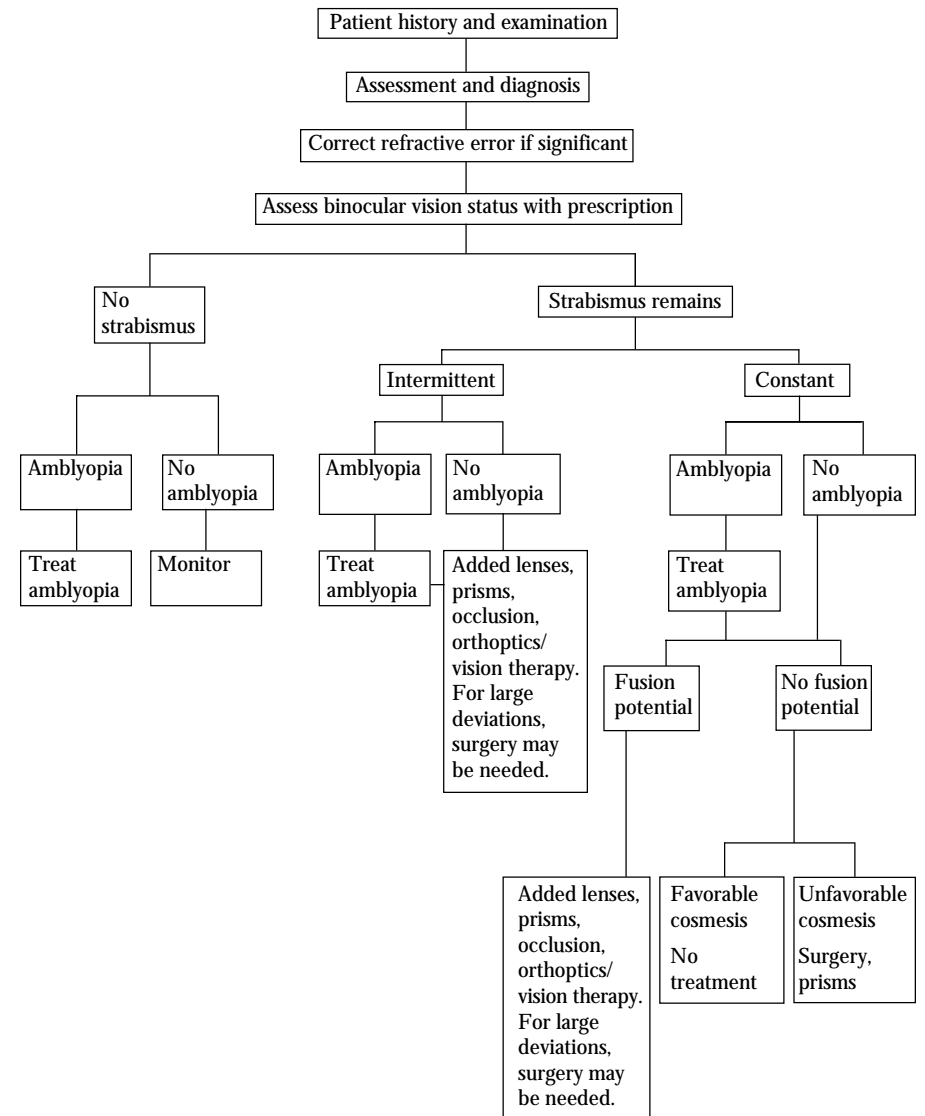 Patient history and examination
Assessment and diagnosis
Correct refractive error if significant
Assess binocular vision status with prescription
No
strabismus
Strabismus remains
Intermittent
Constant
Amblyopia
No
amblyopia
Amblyopia
No
amblyopia
Amblyopia
No
amblyopia
Treat
amblyopia
Monitor
Treat
amblyopia
Added lenses,
prisms,
occlusion,
orthoptics/
vision therapy.
For large
deviations,
surgery may
be needed.
Treat
amblyopia
Fusion
potential
No fusion
potential
Added lenses,
prisms,
occlusion,
orthoptics/
vision therapy.
For large
deviations,
surgery may
be needed.
Favorable
cosmesis
No
treatment
Unfavorable
cosmesis
Surgery,
prisms